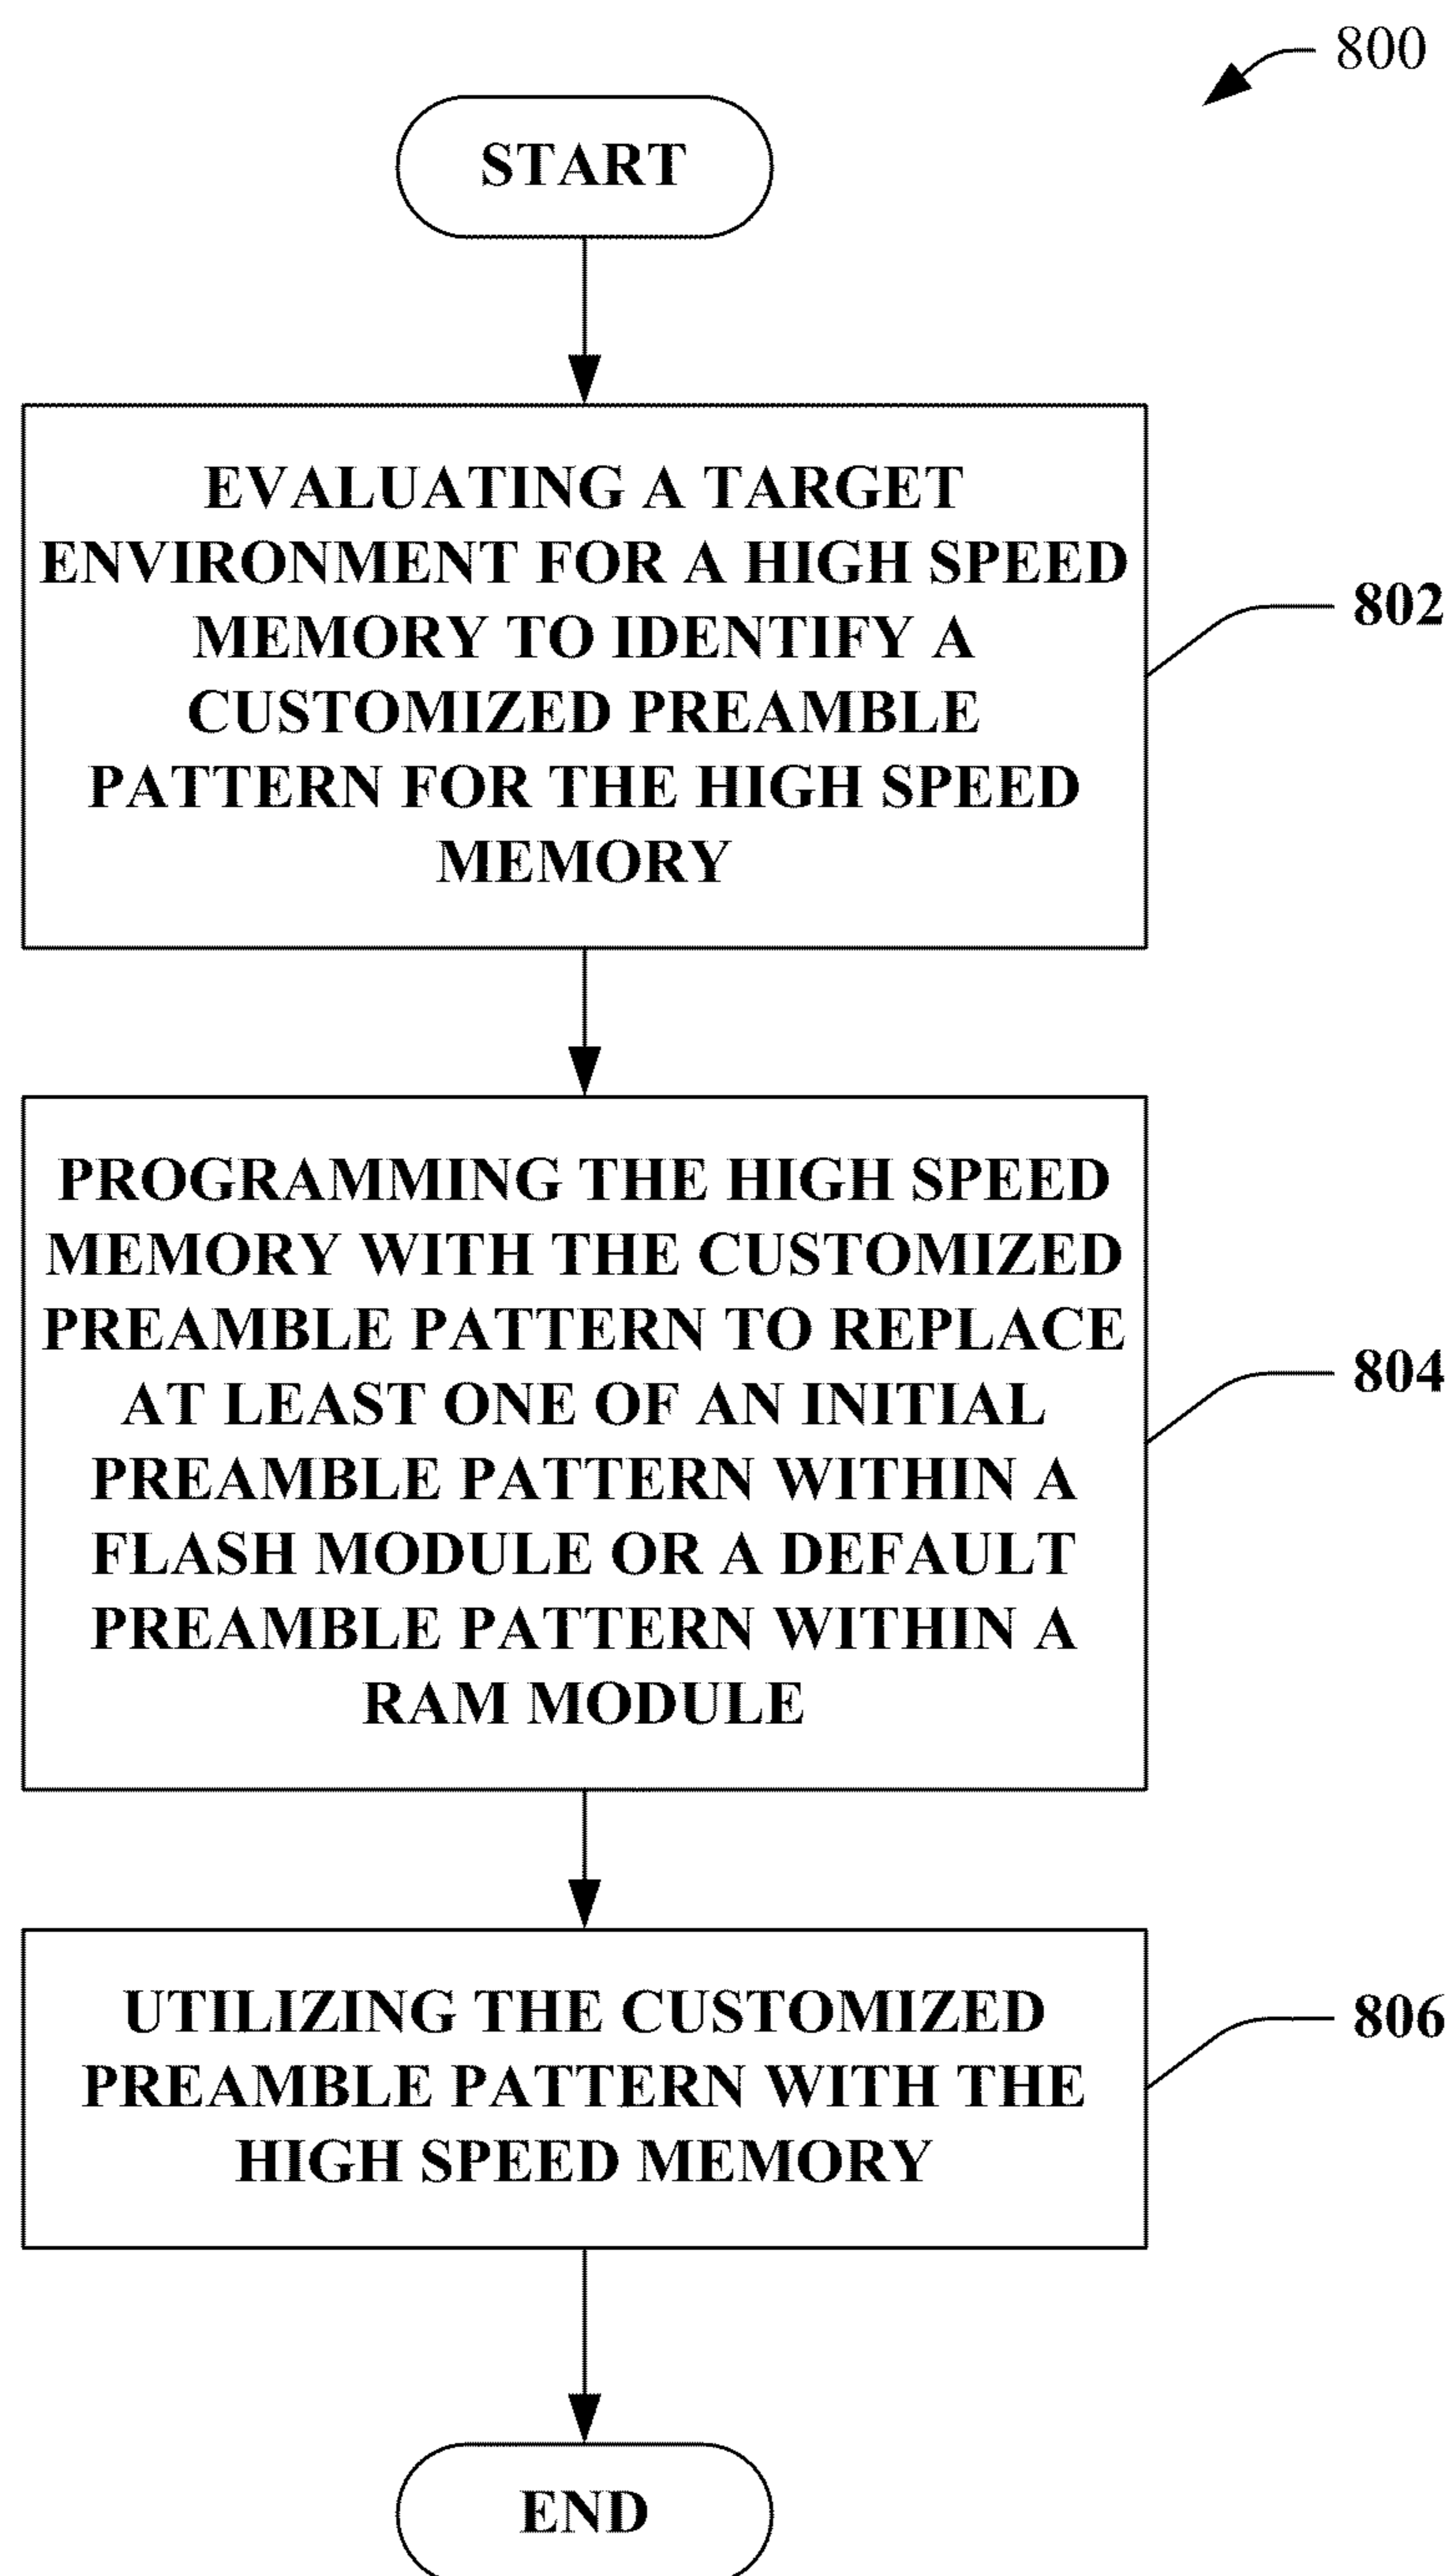 800
START
EVALUATING A TARGET
ENVIRONMENT FOR A HIGH SPEED
MEMORY TO IDENTIFY A
CUSTOMIZED PREAMBLE
PATTERN FOR THE HIGH SPEED
MEMORY
802
PROGRAMMING THE HIGH SPEED
MEMORY WITH THE CUSTOMIZED
PREAMBLE PATTERN TO REPLACE
AT LEAST ONE OF AN INITIAL
PREAMBLE PATTERN WITHIN A
FLASH MODULE OR A DEFAULT
PREAMBLE PATTERN WITHIN A
RAM MODULE
804
UTILIZING THE CUSTOMIZED
PREAMBLE PATTERN WITH THE
HIGH SPEED MEMORY
806
END